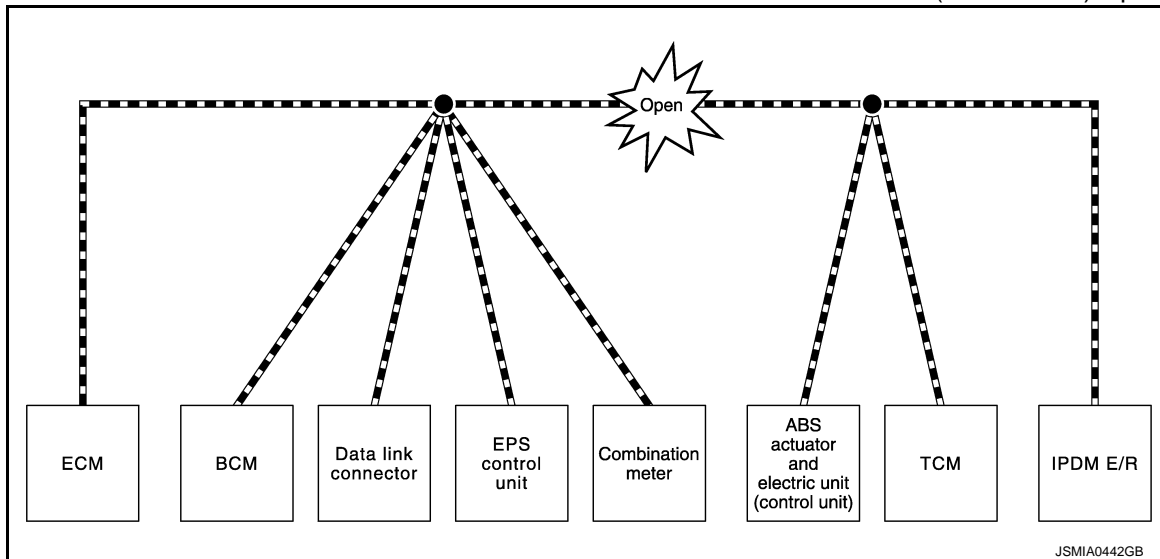 Open
ECM
BCM
Data link
connector
EPS
control
unit
Combination
meter
ABS
actuator
and
electric unit
(control unit)
TCM
IPDM E/R
JSMIA0442GB